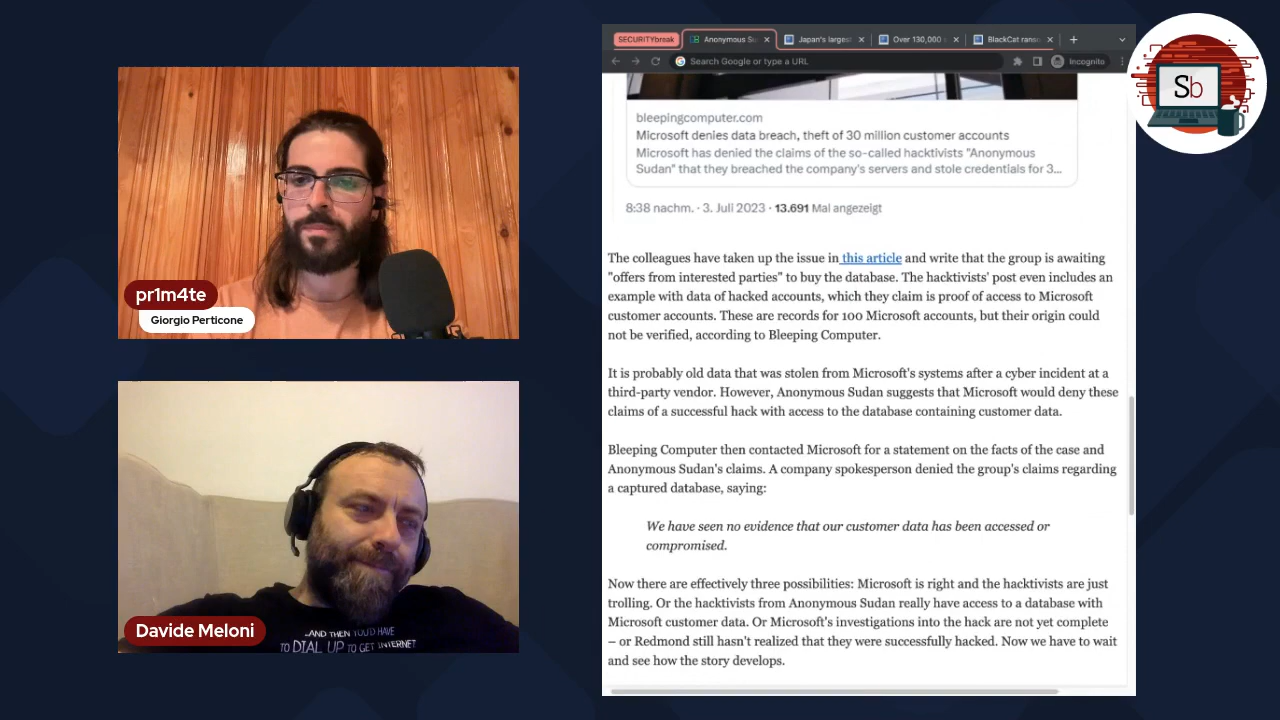 pr1m4te
Giorgio Perticone
...AND THEN YOU'D HAVE
TO DIAL UP TO GET INTERNET
Davide Meloni
SECURITYbreak
Anonymous Su
Japan's largest
Over 130,000
BlackCat ranso
Search Google or type a URL
Incognito
Sb
bleepingcomputer.com
Microsoft denies data breach, theft of 30 million customer accounts
Microsoft has denied the claims of the so-called hacktivists "Anonymous
Sudan" that they breached the company's servers and stole credentials for 3...
8:38 nachm. · 3. Juli 2023 · 13.691 Mal angezeigt
The colleagues have taken up the issue in this article and write that the group is awaiting
"offers from interested parties" to buy the database. The hacktivists' post even includes an
example with data of hacked accounts, which they claim is proof of access to Microsoft
customer accounts. These are records for 100 Microsoft accounts, but their origin could
not be verified, according to Bleeping Computer.
It is probably old data that was stolen from Microsoft's systems after a cyber incident at a
third-party vendor. However, Anonymous Sudan suggests that Microsoft would deny these
claims of a successful hack with access to the database containing customer data.
Bleeping Computer then contacted Microsoft for a statement on the facts of the case and
Anonymous Sudan's claims. A company spokesperson denied the group's claims regarding
a captured database, saying:
We have seen no evidence that our customer data has been accessed or
compromised.
Now there are effectively three possibilities: Microsoft is right and the hacktivists are just
trolling. Or the hacktivists from Anonymous Sudan really have access to a database with
Microsoft customer data. Or Microsoft's investigations into the hack are not yet complete
– or Redmond still hasn't realized that they were successfully hacked. Now we have to wait
and see how the story develops.